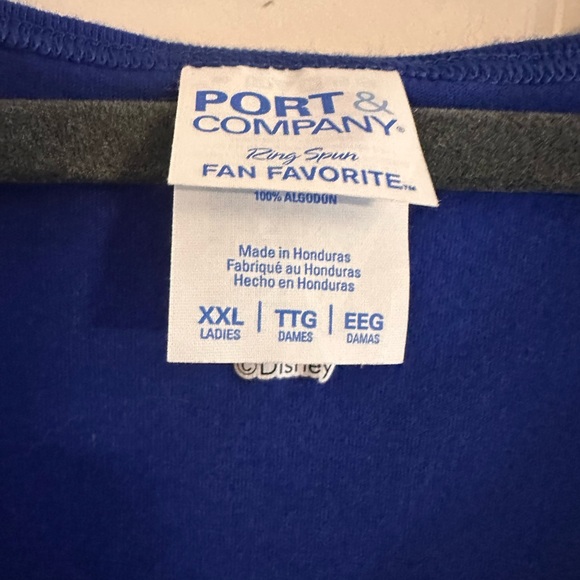 PORT &
COMPANY®
Ring Spun
FAN FAVORITE™
100% ALGODON
Made in Honduras
Fabriqué au Honduras
Hecho en Honduras
XXL | TTG | EEG
LADIES DAMES DAMAS
©Disney